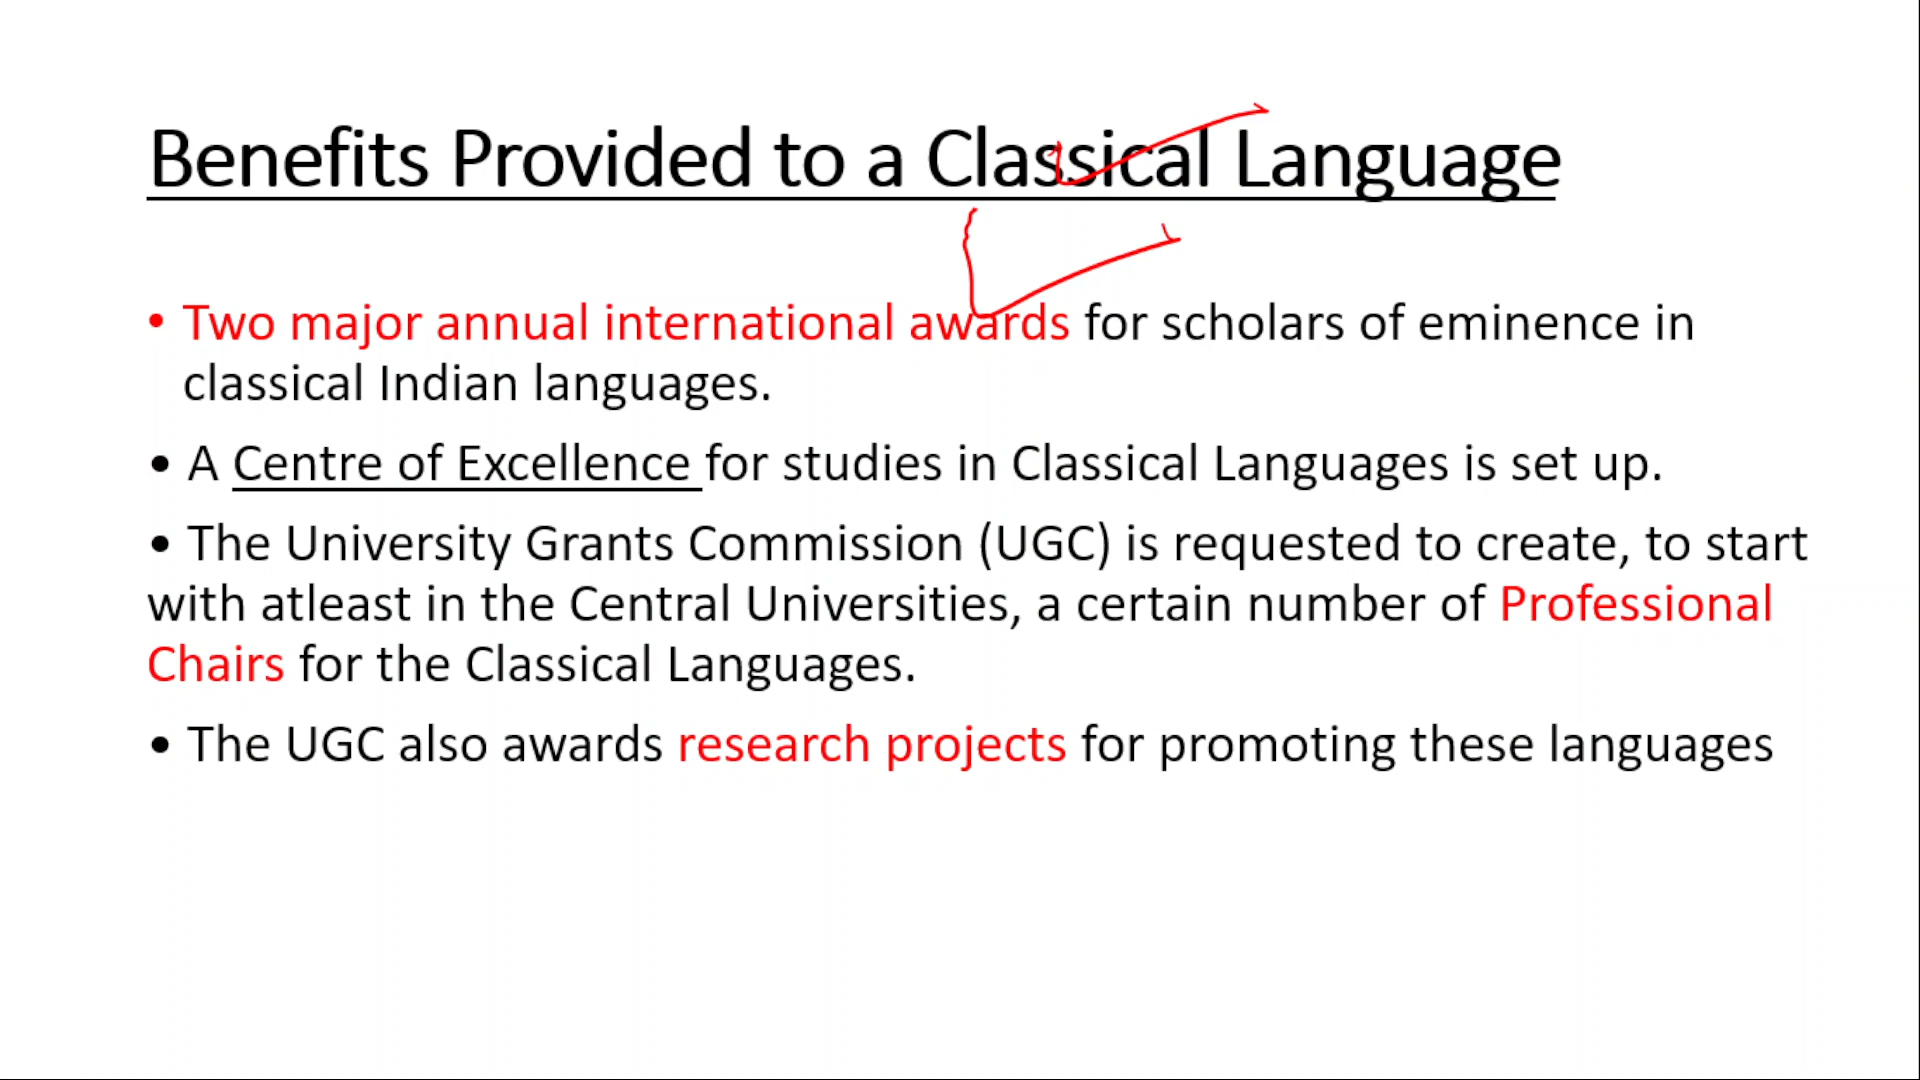 Benefits Provided to a Classical Language
• Two major annual international awards for scholars of eminence in
classical Indian languages.
• A Centre of Excellence for studies in Classical Languages is set up.
• The University Grants Commission (UGC) is requested to create, to start
with atleast in the Central Universities, a certain number of Professional
Chairs for the Classical Languages.
• The UGC also awards research projects for promoting these languages